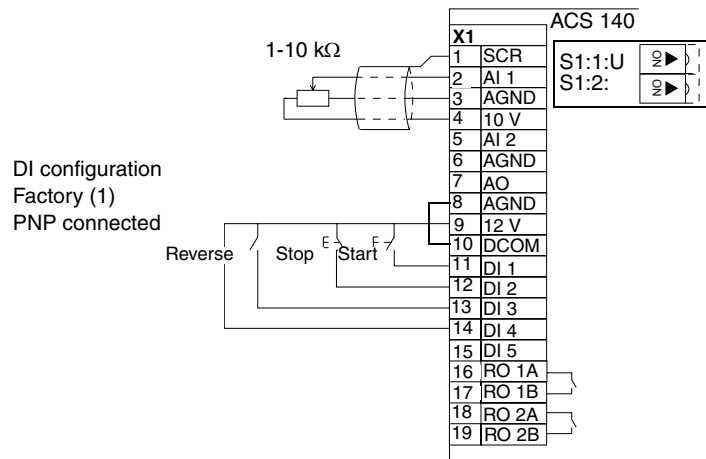 ACS 140
X1
1 SCR
2 AI 1
3 AGND
4 10 V
5 AI 2
6 AGND
7 AO
8 AGND
9 12 V
10 DCOM
11 DI 1
12 DI 2
13 DI 3
14 DI 4
15 DI 5
16 RO 1A
17 RO 1B
18 RO 2A
19 RO 2B
1-10 kΩ
S1:1:U
S1:2:
ON
ON
DI configuration
Factory (1)
PNP connected
Reverse
Stop
Start